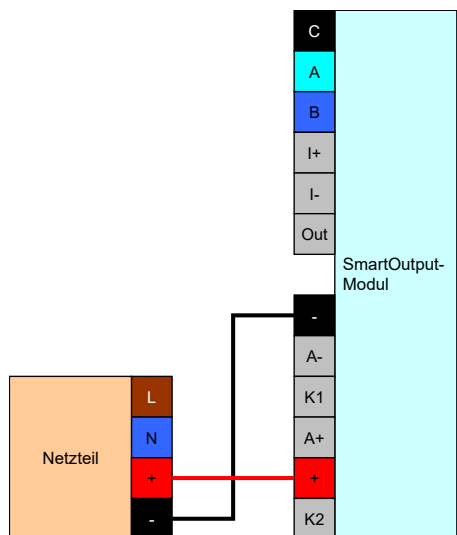 C
A
B
I+
I-
Out
SmartOutput-
Modul
-
A-
K1
A+
+
K2
L
N
+
-
Netzteil